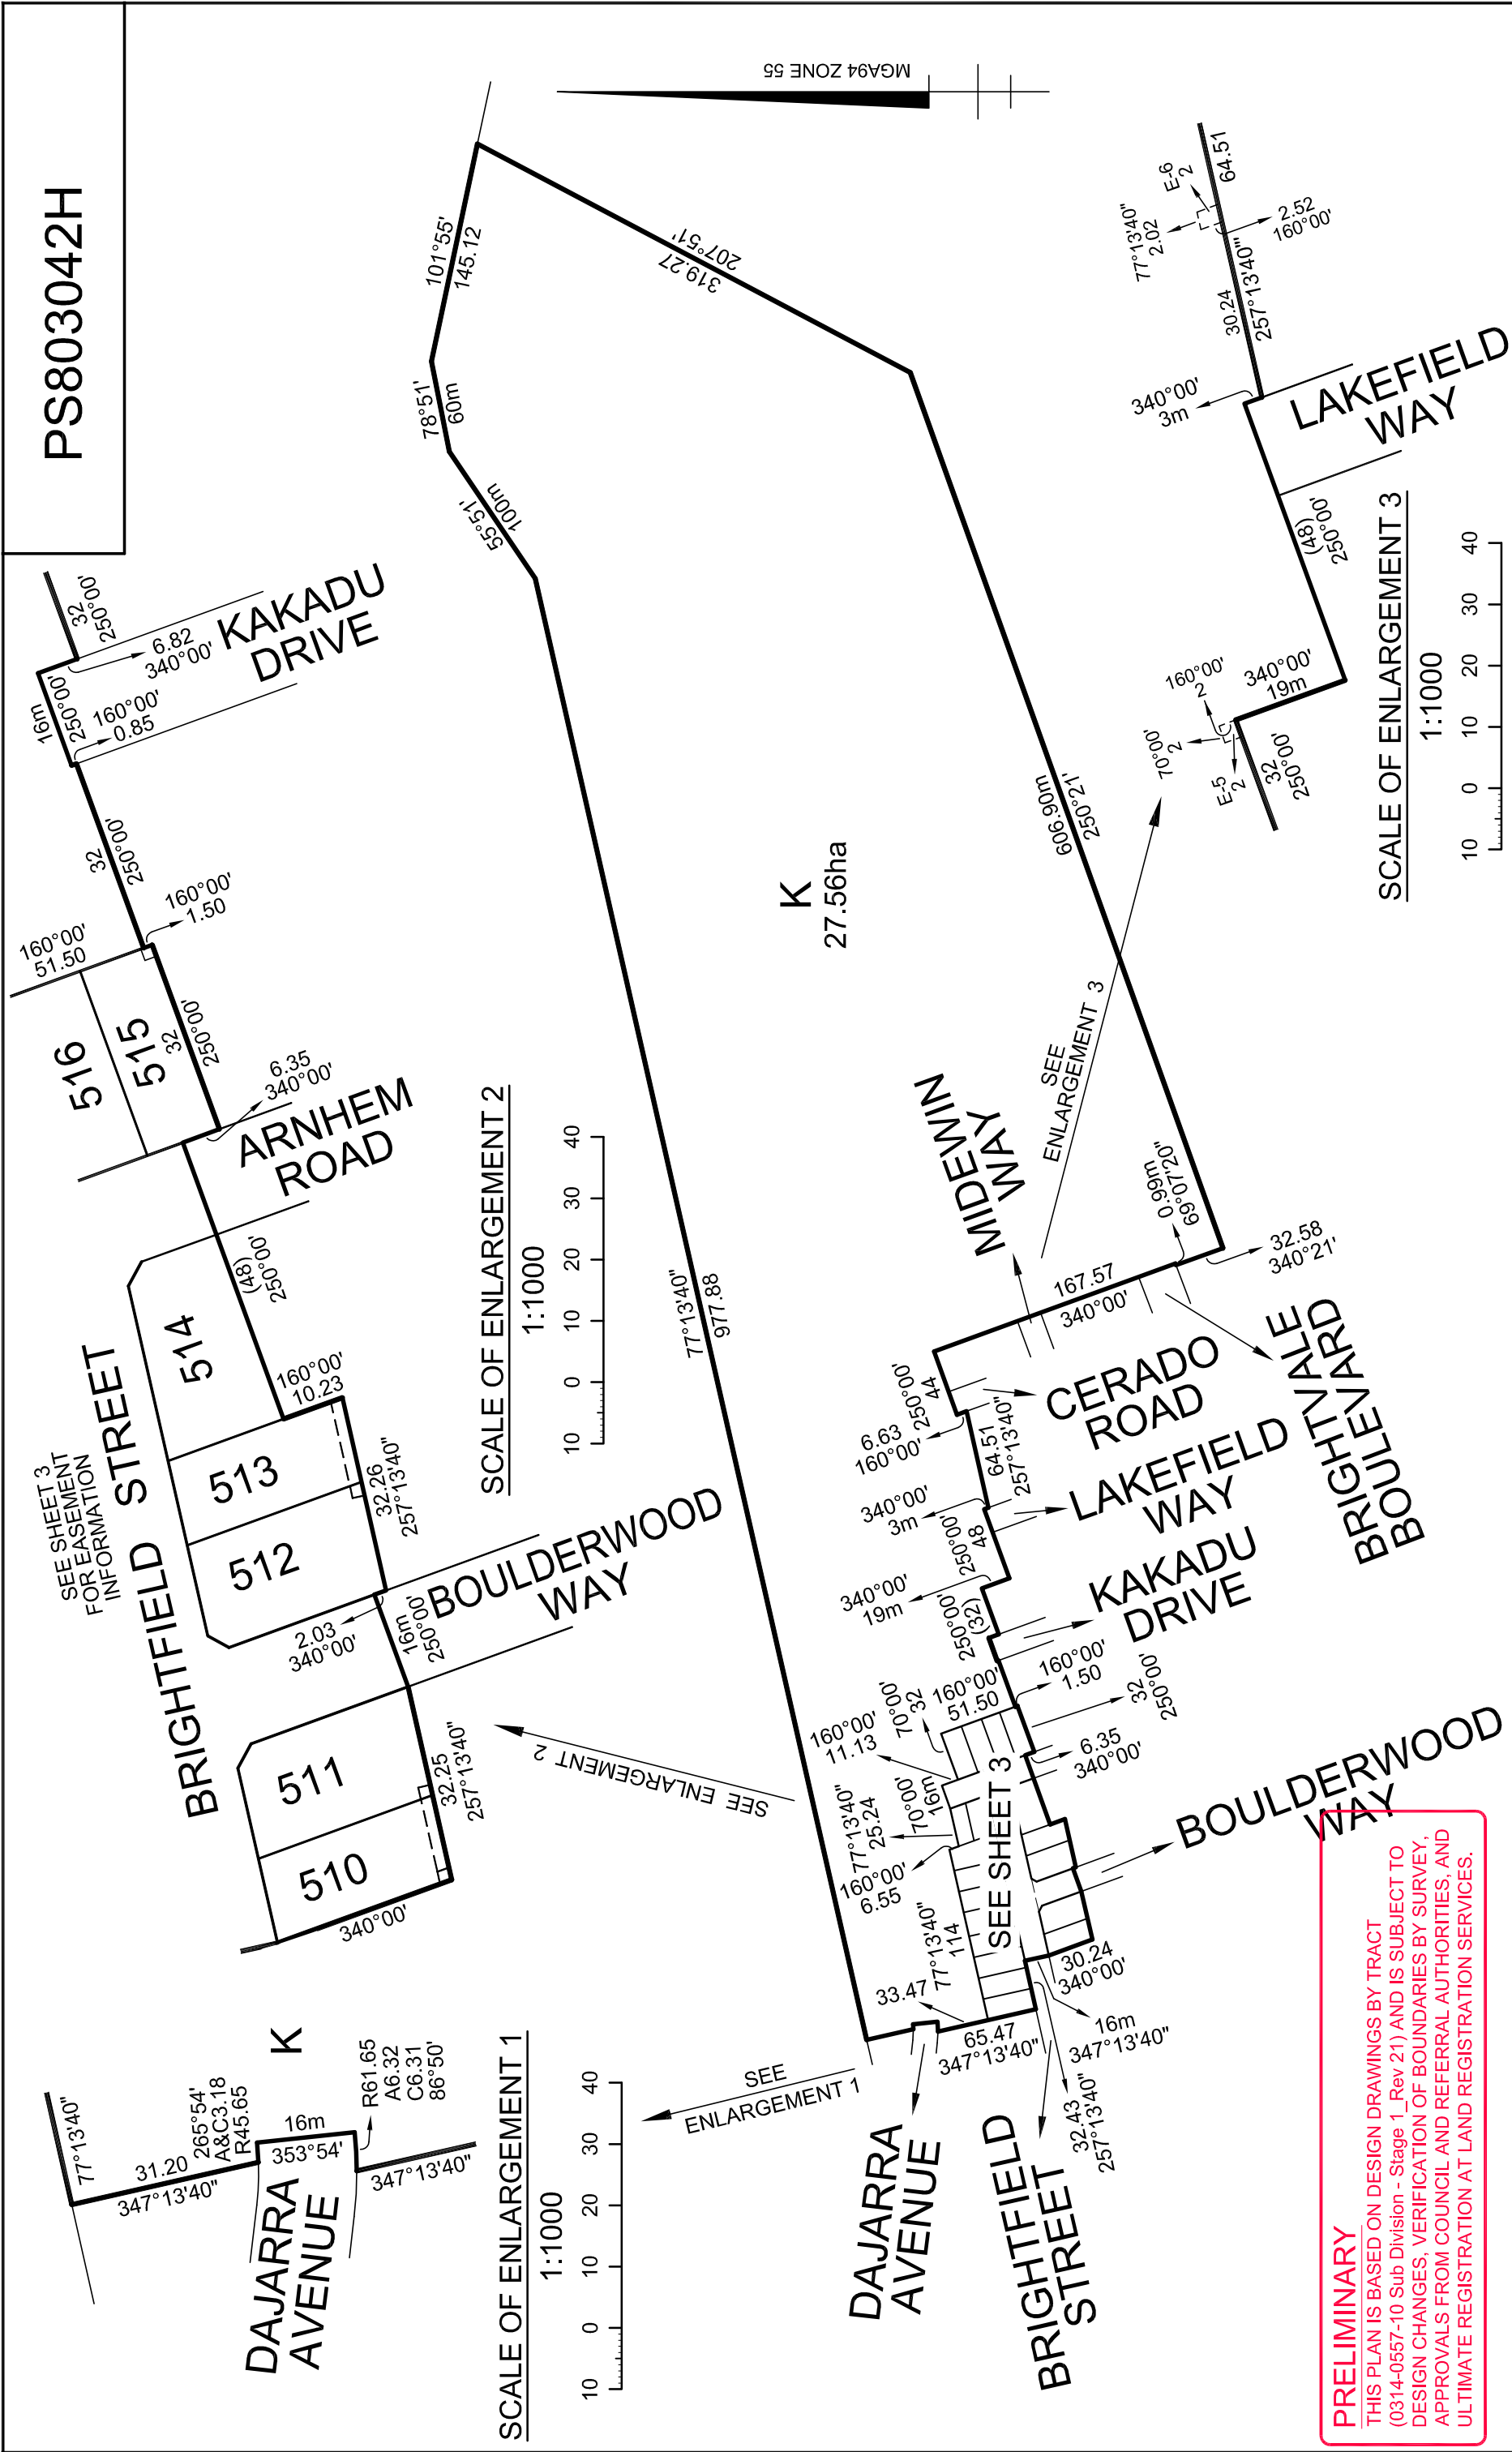 PS803042H
MGA94 ZONE 55
K
27.56ha
77°13'40"
977.88
55°51'
100m
78°51'
60m
101°55'
145.12
319.27
207°51'
606.90m
250°21'
32.58
340°21'
0.99m
69°07'20"
167.57
340°00'
MIDEWIN
WAY
BRIGHTVALE
BOULEVARD
CERADO
ROAD
250°00'
44
6.63
160°00'
64.51
257°13'40"
LAKEFIELD
WAY
340°00'
3m
250°00'
48
340°00'
19m
250°00'
(32)
KAKADU
DRIVE
160°00'
1.50
160°00'
51.50
70°00'
32
32
250°00'
6.35
340°00'
160°00'
11.13
70°00'
16m
77°13'40"
25.24
160°00'
6.55
77°13'40"
114
SEE SHEET 3
BOULDERWOOD
WAY
30.24
340°00'
16m
347°13'40"
32.43
257°13'40"
33.47
65.47
347°13'40"
BRIGHTFIELD
STREET
DAJARRA
AVENUE
SEE
ENLARGEMENT 1
SEE ENLARGEMENT 2
SEE
ENLARGEMENT 3
K
77°13'40"
31.20
347°13'40"
265°54'
A&C3.18
R45.65
16m
353°54'
R61.65
A6.32
C6.31
86°50'
347°13'40"
DAJARRA
AVENUE
SCALE OF ENLARGEMENT 1
1:1000
10 0 10 20 30 40
SEE SHEET 3
FOR EASEMENT
INFORMATION
BRIGHTFIELD STREET
510
511
512
513
514
515
516
340°00'
32.25
257°13'40"
16m
250°00'
2.03
340°00'
BOULDERWOOD
WAY
32.26
257°13'40"
160°00'
10.23
(48)
250°00'
ARNHEM
ROAD
6.35
340°00'
32
250°00'
160°00'
51.50
160°00'
1.50
32
250°00'
160°00'
0.85
16m
250°00'
6.82
340°00'
32
250°00'
KAKADU
DRIVE
SCALE OF ENLARGEMENT 2
1:1000
10 0 10 20 30 40
32
250°00'
E-5
2
70°00'
2
160°00'
2
340°00'
19m
(48)
250°00'
LAKEFIELD
WAY
340°00'
3m
30.24
257°13'40"
77°13'40"
2.02
E-6
2
2.52
160°00'
64.51
SCALE OF ENLARGEMENT 3
1:1000
10 0 10 20 30 40
PRELIMINARY
THIS PLAN IS BASED ON DESIGN DRAWINGS BY TRACT
(0314-0557-10 Sub Division - Stage 1_Rev 21) AND IS SUBJECT TO
DESIGN CHANGES, VERIFICATION OF BOUNDARIES BY SURVEY,
APPROVALS FROM COUNCIL AND REFERRAL AUTHORITIES, AND
ULTIMATE REGISTRATION AT LAND REGISTRATION SERVICES.